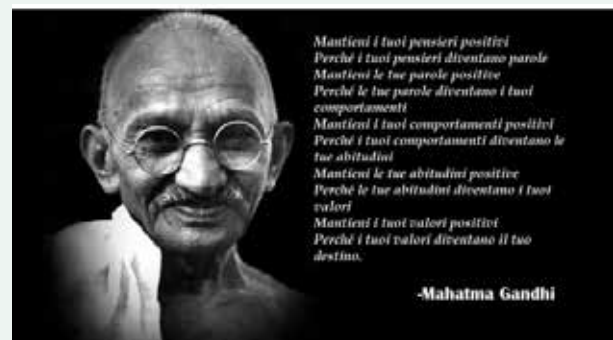 Mantieni i tuoi pensieri positivi
Perché i tuoi pensieri diventano parole
Mantieni le tue parole positive
Perché le tue parole diventano i tuoi
comportamenti
Mantieni i tuoi comportamenti positivi
Perché i tuoi comportamenti diventano le
tue abitudini
Mantieni le tue abitudini positive
Perché le tue abitudini diventano i tuoi
valori
Mantieni i tuoi valori positivi
Perché i tuoi valori diventano il tuo
destino.
-Mahatma Gandhi